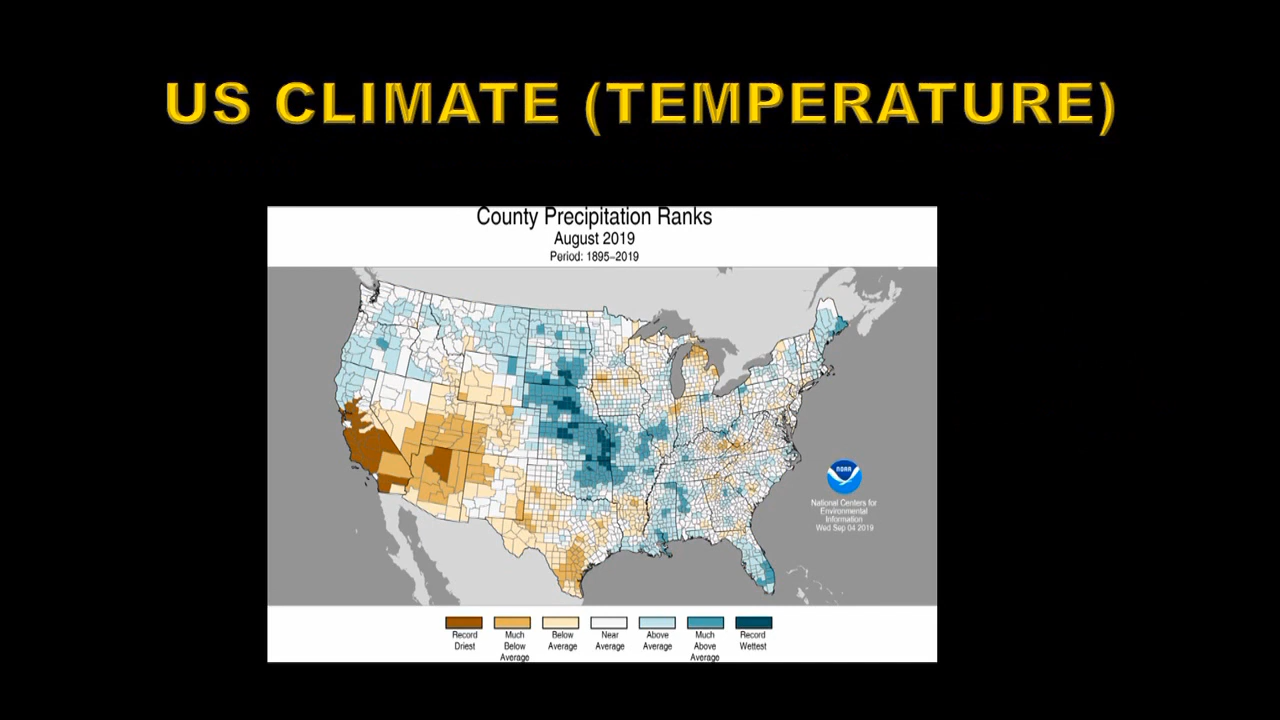 US CLIMATE (TEMPERATURE)
County Precipitation Ranks
August 2019
Period: 1895–2019
NOAA
National Centers for
Environmental
Information
Wed Sep 04 2019
Record
Driest
Much
Below
Average
Below
Average
Near
Average
Above
Average
Much
Above
Average
Record
Wettest